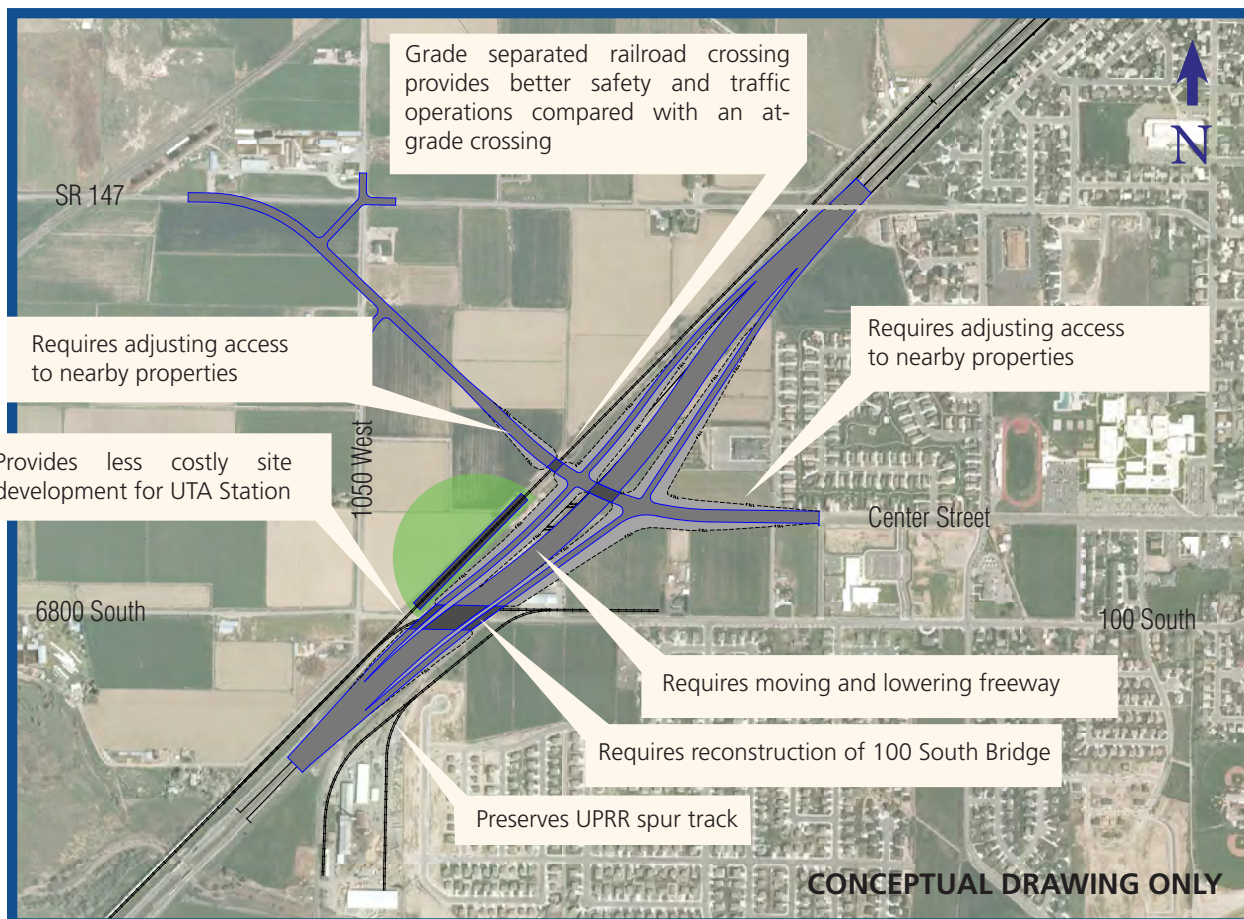 Grade separated railroad crossing
provides better safety and traffic
operations compared with an at-
grade crossing
N
SR 147
Requires adjusting access
to nearby properties
Requires adjusting access
to nearby properties
Provides less costly site
development for UTA Station
1050 West
Center Street
6800 South
100 South
Requires moving and lowering freeway
Requires reconstruction of 100 South Bridge
Preserves UPRR spur track
CONCEPTUAL DRAWING ONLY